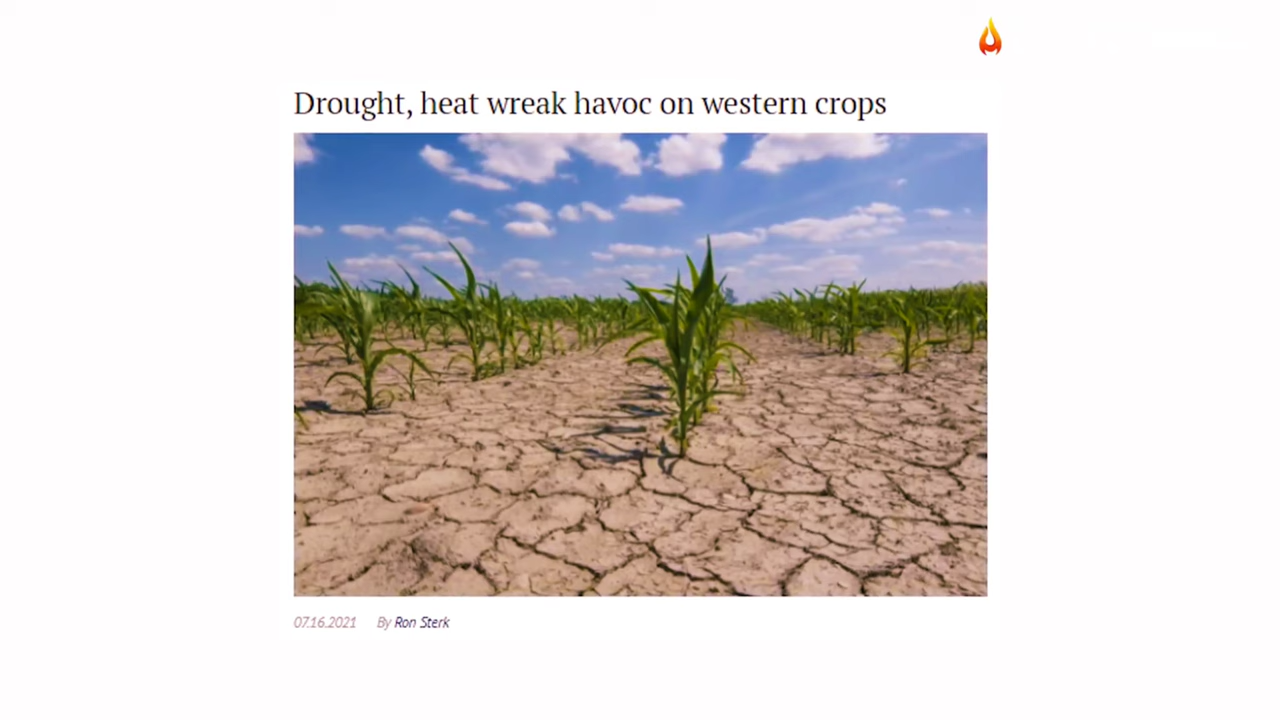 Drought, heat wreak havoc on western crops
07.16.2021 By Ron Sterk